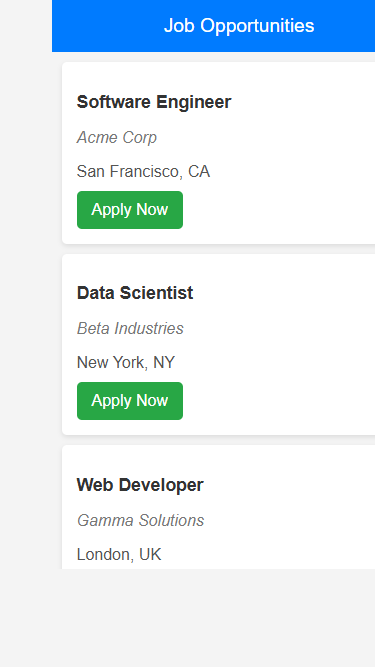 Job Opportunities
Software Engineer
Acme Corp
San Francisco, CA
Apply Now
Data Scientist
Beta Industries
New York, NY
Apply Now
Web Developer
Gamma Solutions
London, UK